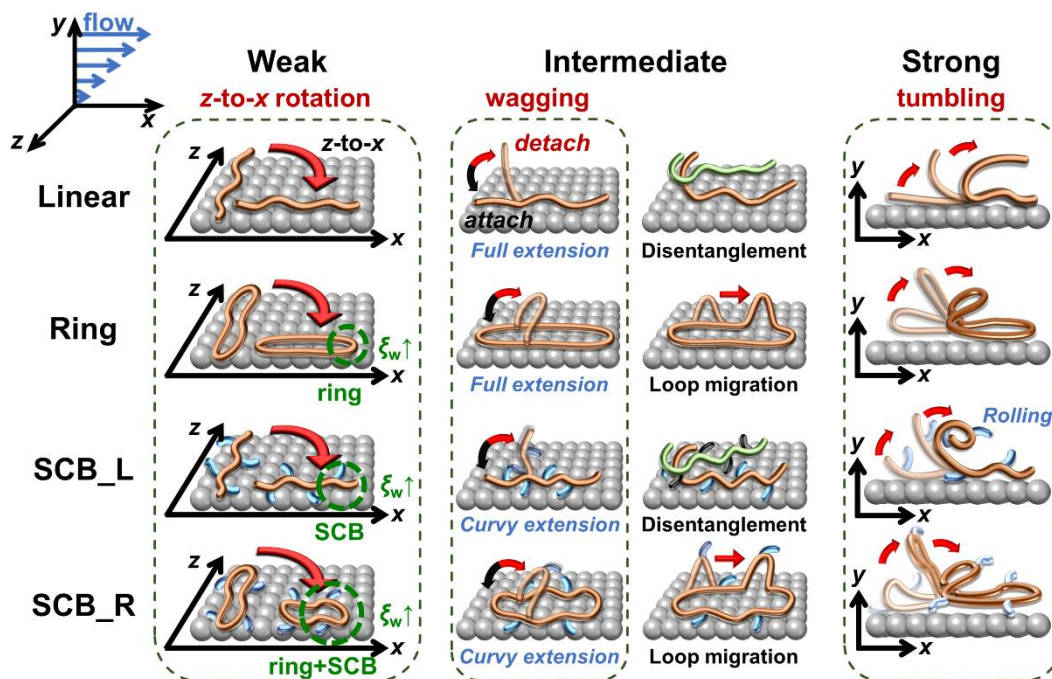 y
flow
x
z
Weak
Intermediate
Strong
z-to-x rotation
wagging
tumbling
Linear
z
z-to-x
x
detach
attach
Full extension
Disentanglement
y
x
Ring
z
ξw↑
x
ring
Full extension
Loop migration
y
x
SCB_L
z
ξw↑
x
SCB
Curvy extension
Disentanglement
Rolling
y
x
SCB_R
z
ξw↑
x
ring+SCB
Curvy extension
Loop migration
y
x